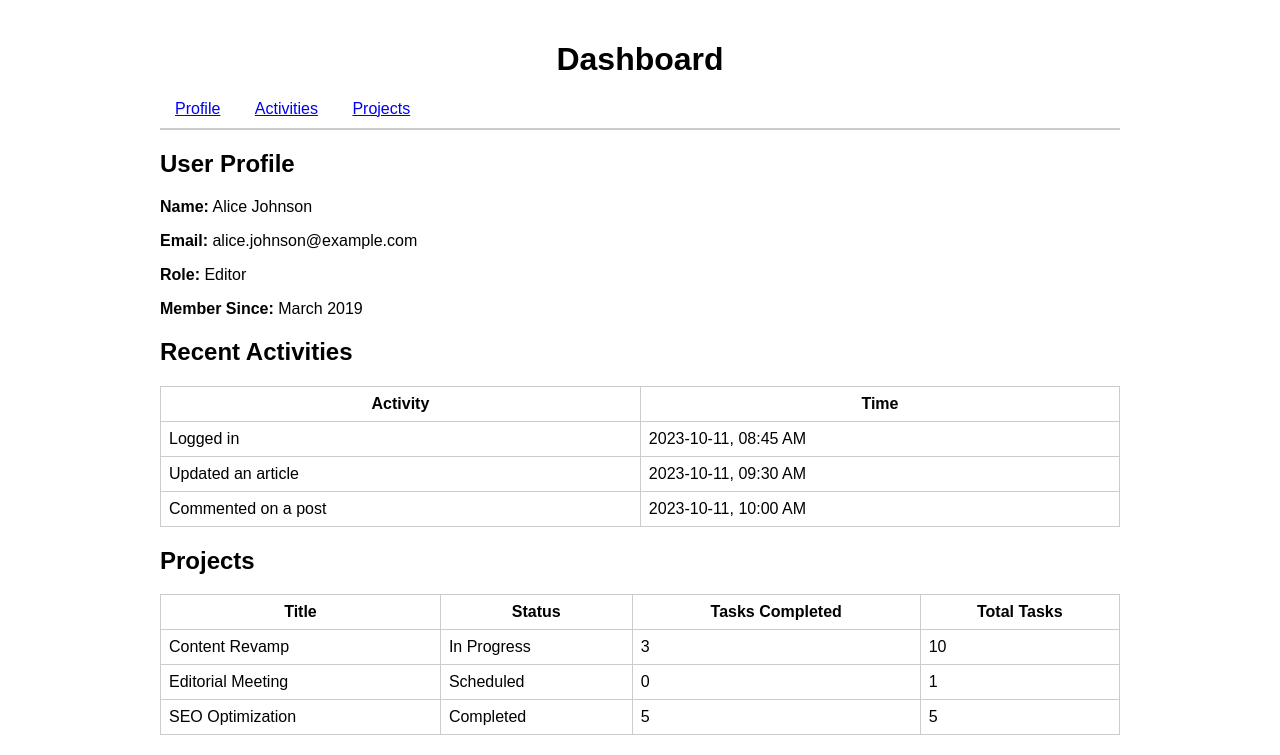 Dashboard
Profile Activities Projects
User Profile
Name: Alice Johnson
Email: alice.johnson@example.com
Role: Editor
Member Since: March 2019
Recent Activities
Activity Time
Logged in 2023-10-11, 08:45 AM
Updated an article 2023-10-11, 09:30 AM
Commented on a post 2023-10-11, 10:00 AM
Projects
Title Status Tasks Completed Total Tasks
Content Revamp In Progress 3 10
Editorial Meeting Scheduled 0 1
SEO Optimization Completed 5 5